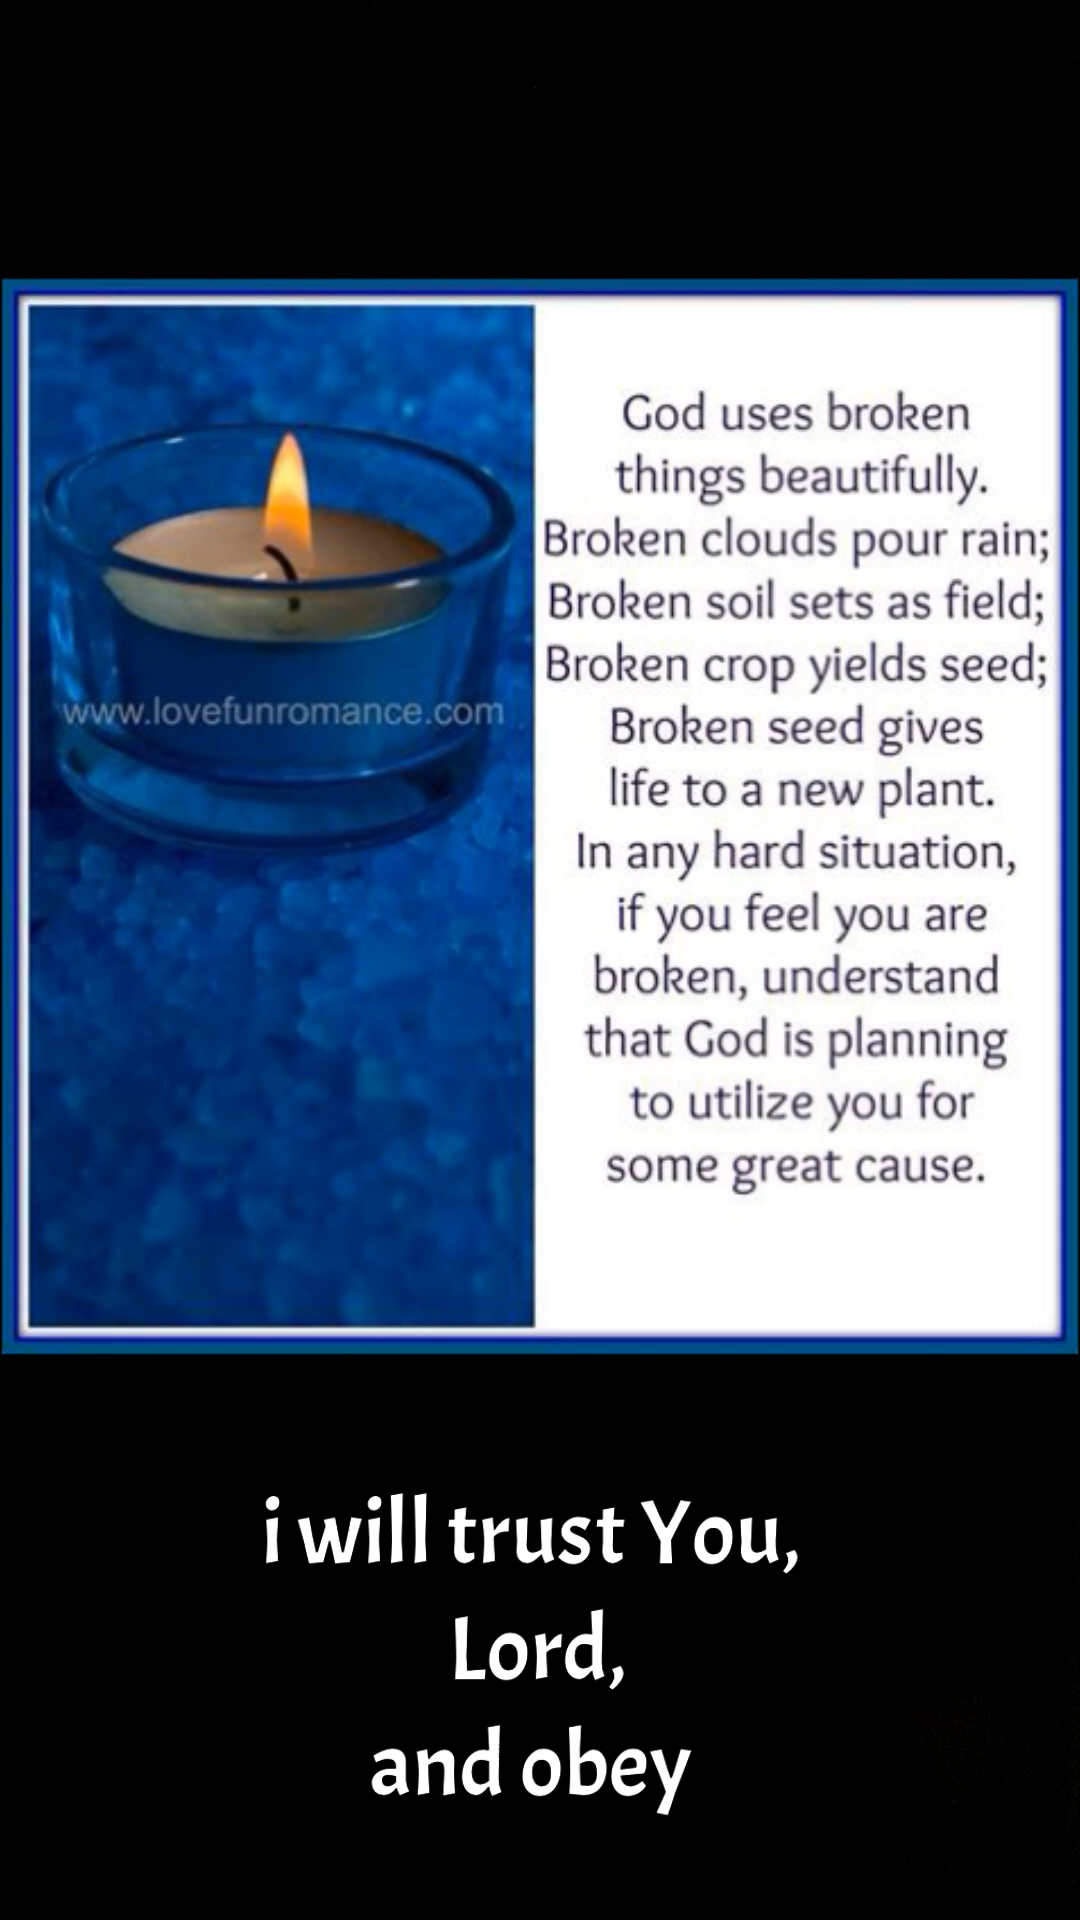 God uses broken
things beautifully.
Broken clouds pour rain;
Broken soil sets as field;
Broken crop yields seed;
Broken seed gives
life to a new plant.
In any hard situation,
if you feel you are
broken, understand
that God is planning
to utilize you for
some great cause.
www.lovefunromance.com
i will trust You,
Lord,
and obey